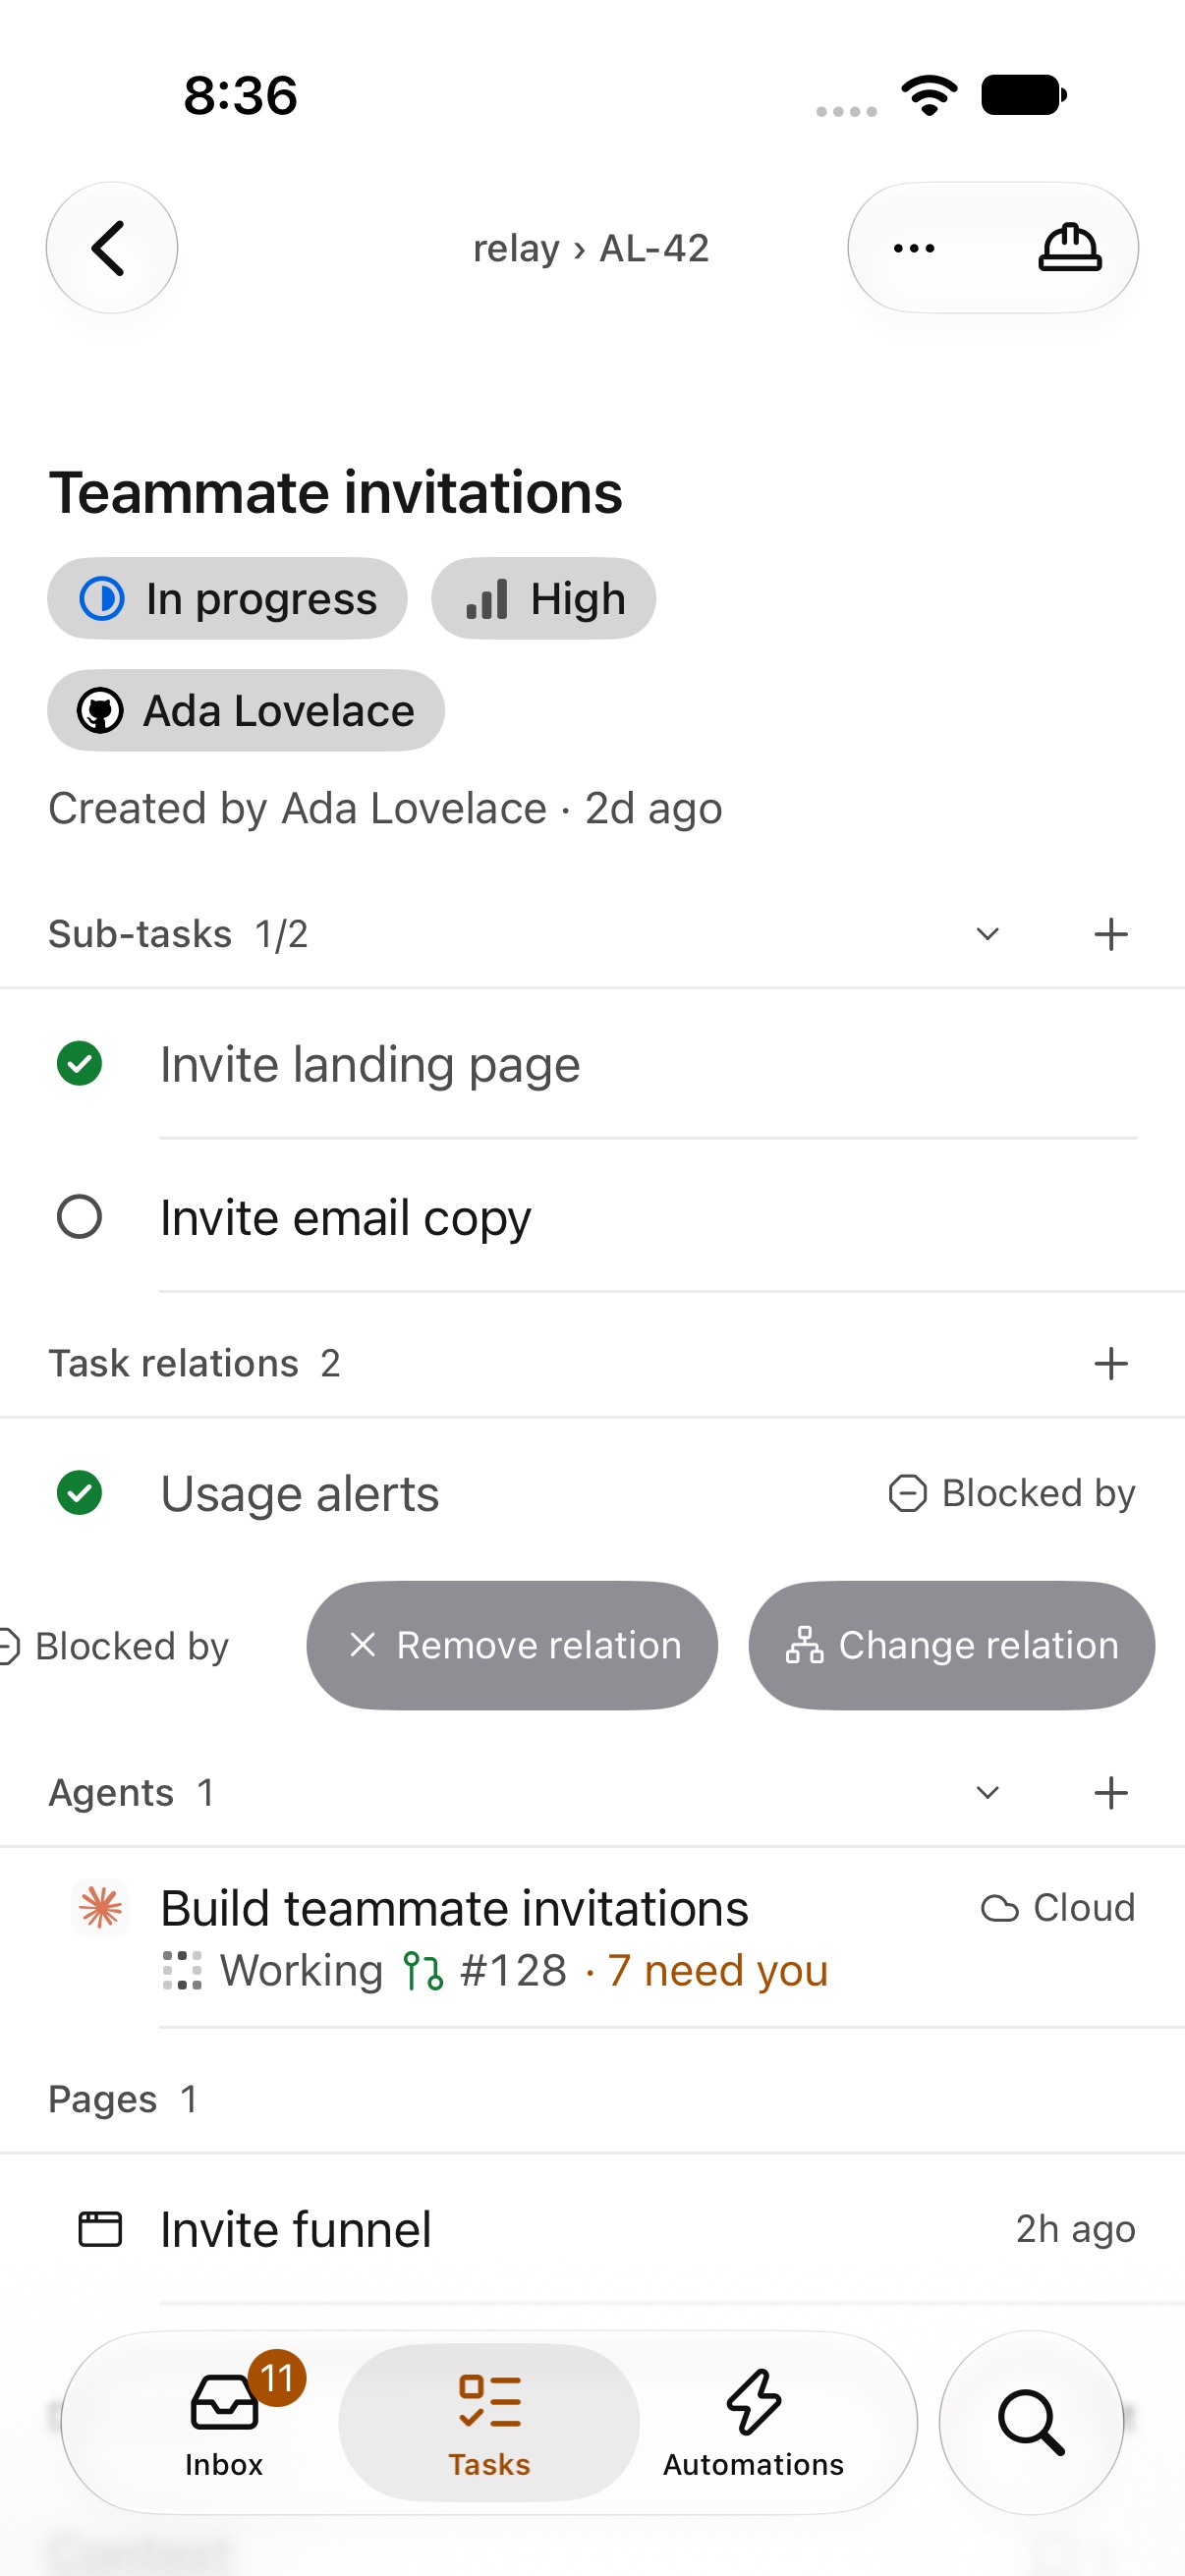 8:36
relay › AL-42
Teammate invitations
In progress
High
Ada Lovelace
Created by Ada Lovelace · 2d ago
Sub-tasks 1/2
Invite landing page
Invite email copy
Task relations 2
Usage alerts Blocked by
Blocked by Remove relation Change relation
Agents 1
Build teammate invitations Cloud
Working #128 · 7 need you
Pages 1
Invite funnel 2h ago
11
Inbox Tasks Automations